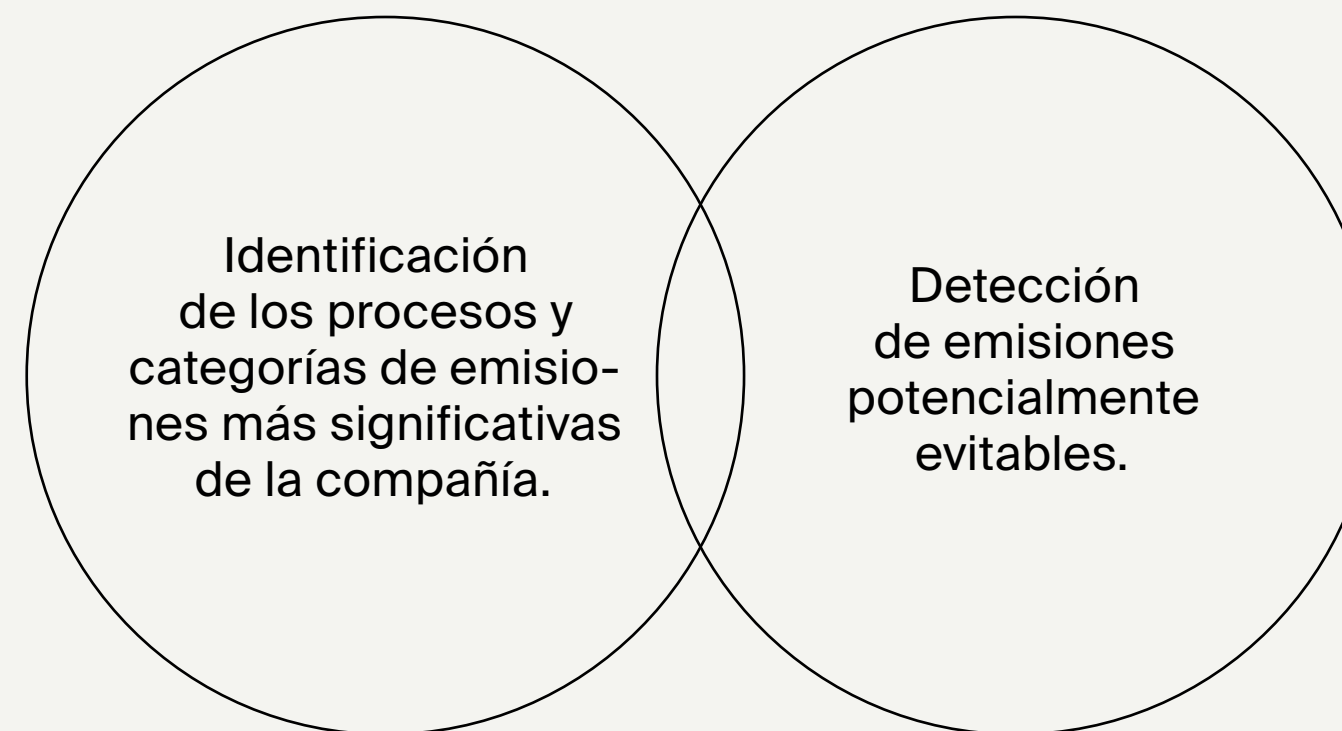 Identificación
de los procesos y
categorías de emisio-
nes más significativas
de la compañía.
Detección
de emisiones
potencialmente
evitables.